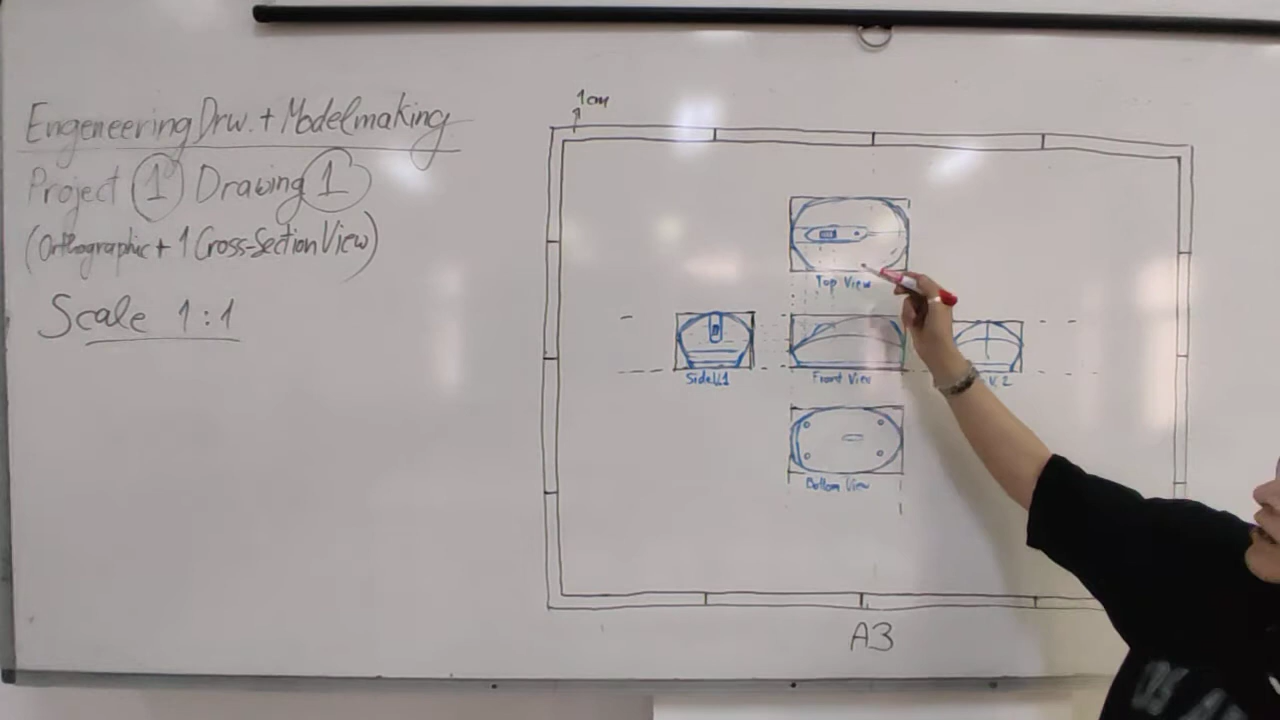 Engeneering Drw. + Modelmaking
Project 1 Drawing 1
(Orthographic + 1 Cross-Section View)
Scale 1:1
1cm
Top View
Side V.1
Front View
V. 2
Bottom View
A3